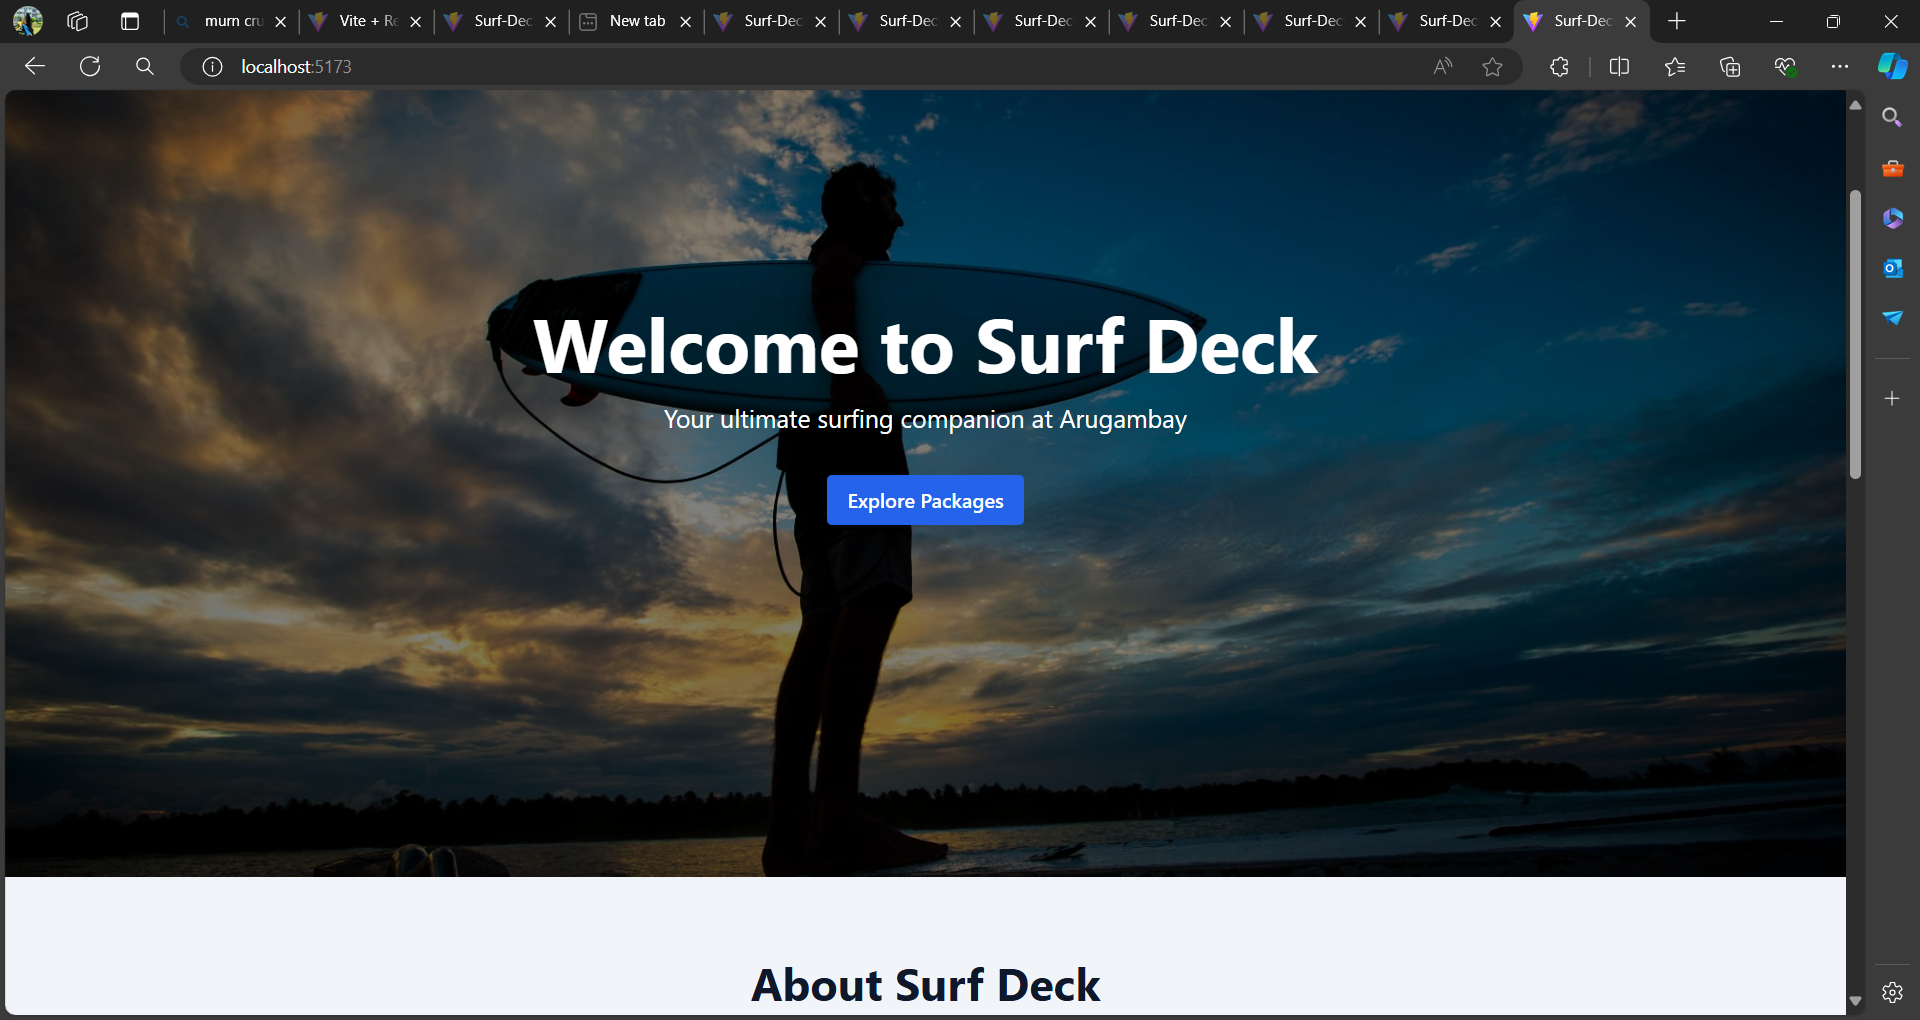 murn cru
Vite + Re
Surf-Dec
New tab
Surf-Dec
Surf-Dec
Surf-Dec
Surf-Dec
Surf-Dec
Surf-Dec
Surf-Dec
localhost:5173
Welcome to Surf Deck
Your ultimate surfing companion at Arugambay
Explore Packages
About Surf Deck